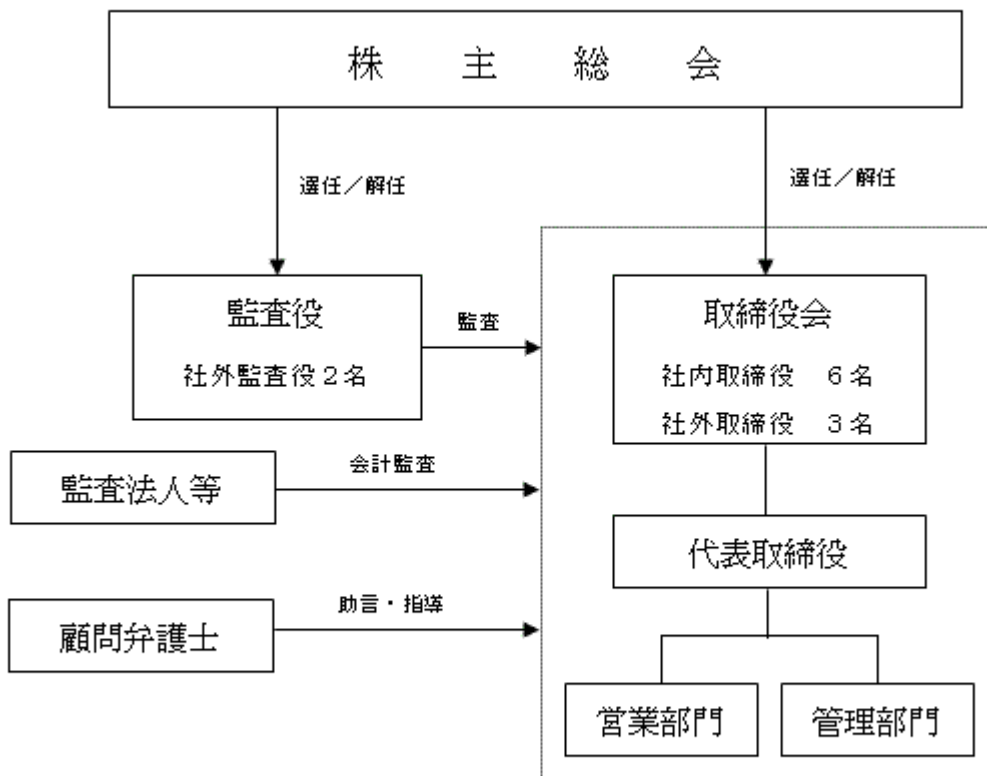 株 主 総 会
選任／解任
選任／解任
監査役
社外監査役２名
監査
取締役会
社内取締役　６名
社外取締役　３名
監査法人等
会計監査
代表取締役
顧問弁護士
助言・指導
営業部門
管理部門